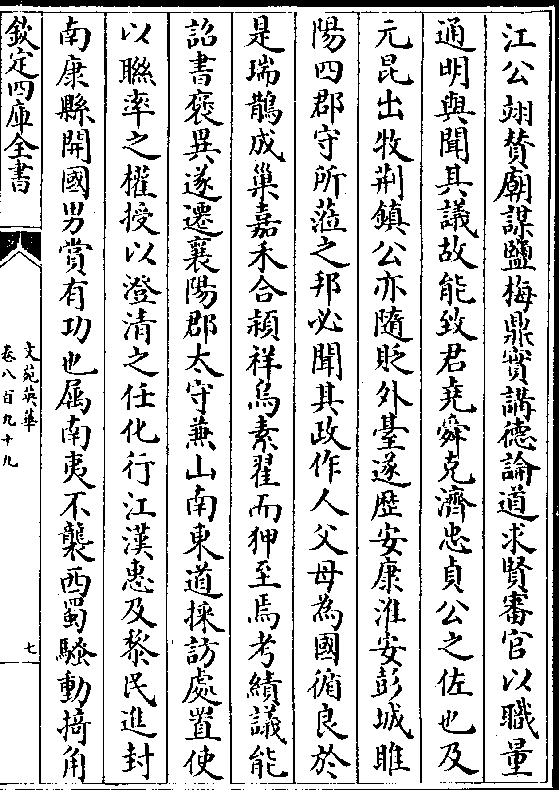 江公翊贊廟謀鹽梅鼎實講德論道求賢審官以職量
通明與聞其議故能致君堯舜克濟忠貞公之佐也及
元昆出牧荆鎮公亦隨貶外臺遂歴安康淮安彭城睢
陽四郡守所蒞之邦必聞其政作人父母為國循良於
是瑞鵲成巢嘉禾合頴祥烏素翟而狎至焉考績議能
詔書褒異遂遷襄陽郡太守兼山南東道採訪處置使
以聯率之權授以澄清之任化行江漢惠及黎民進封
南康縣開國男賞有功也屬南夷不襲西蜀騷動掎角
欽定四庫全書
文苑英華
卷八百九十九
七